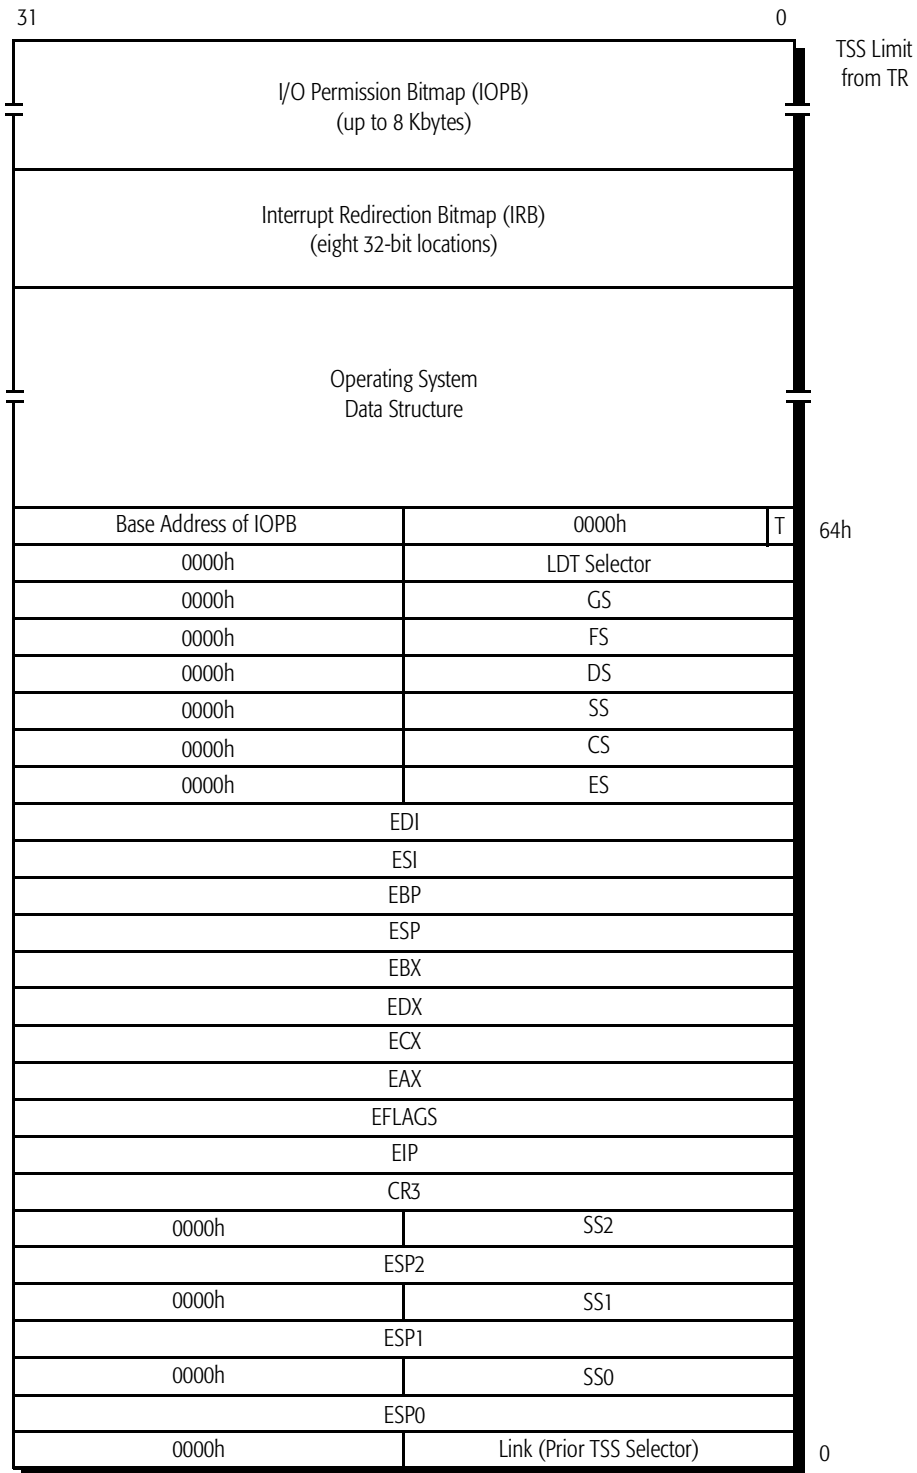 31 0
TSS Limit
from TR
I/O Permission Bitmap (IOPB)
(up to 8 Kbytes)
Interrupt Redirection Bitmap (IRB)
(eight 32-bit locations)
Operating System
Data Structure
Base Address of IOPB 0000h T 64h
0000h LDT Selector
0000h GS
0000h FS
0000h DS
0000h SS
0000h CS
0000h ES
EDI
ESI
EBP
ESP
EBX
EDX
ECX
EAX
EFLAGS
EIP
CR3
0000h SS2
ESP2
0000h SS1
ESP1
0000h SS0
ESP0
0000h Link (Prior TSS Selector) 0